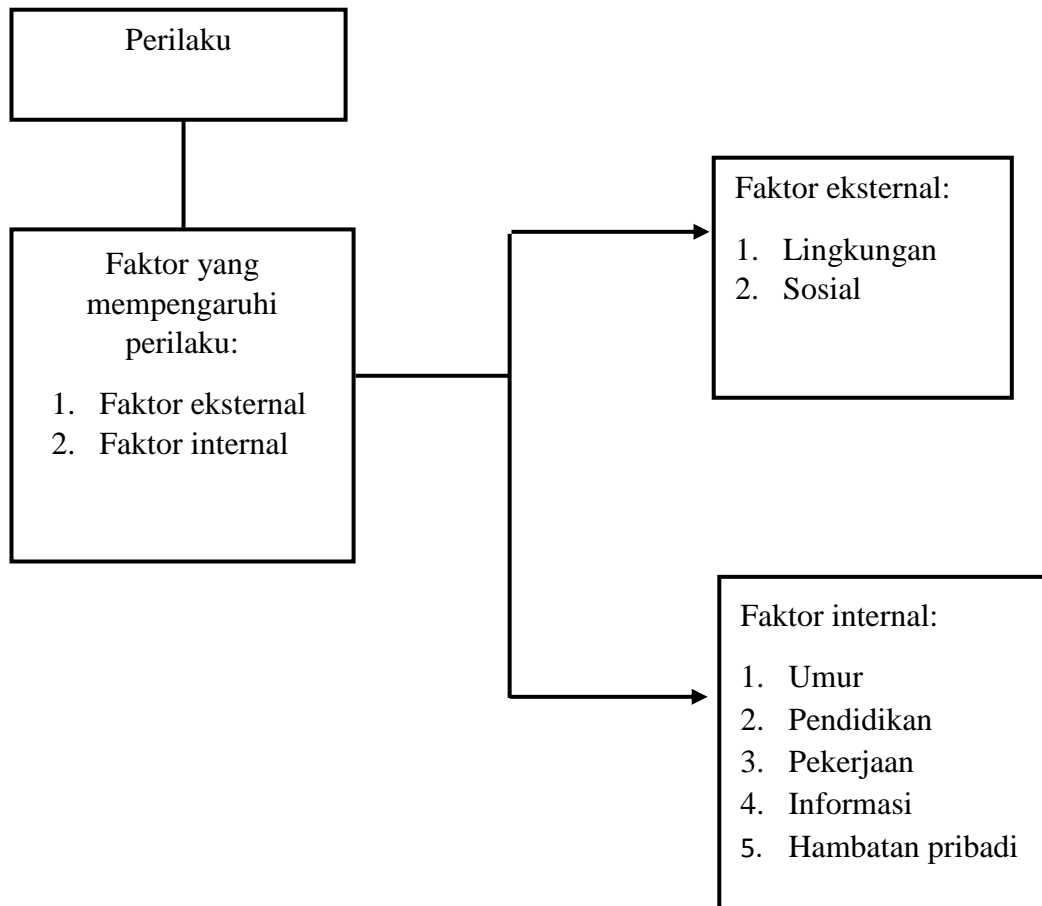 Perilaku
Faktor yang
mempengaruhi
perilaku:
1. Faktor eksternal
2. Faktor internal
Faktor eksternal:
1. Lingkungan
2. Sosial
Faktor internal:
1. Umur
2. Pendidikan
3. Pekerjaan
4. Informasi
5. Hambatan pribadi